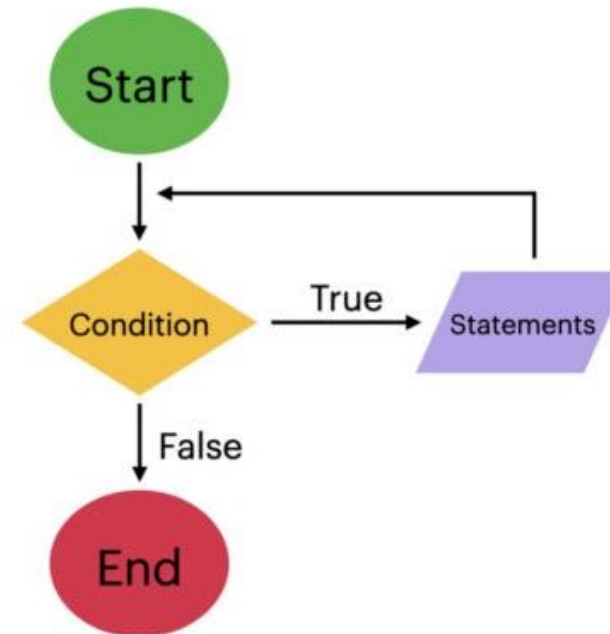 Start
Condition
True
Statements
False
End